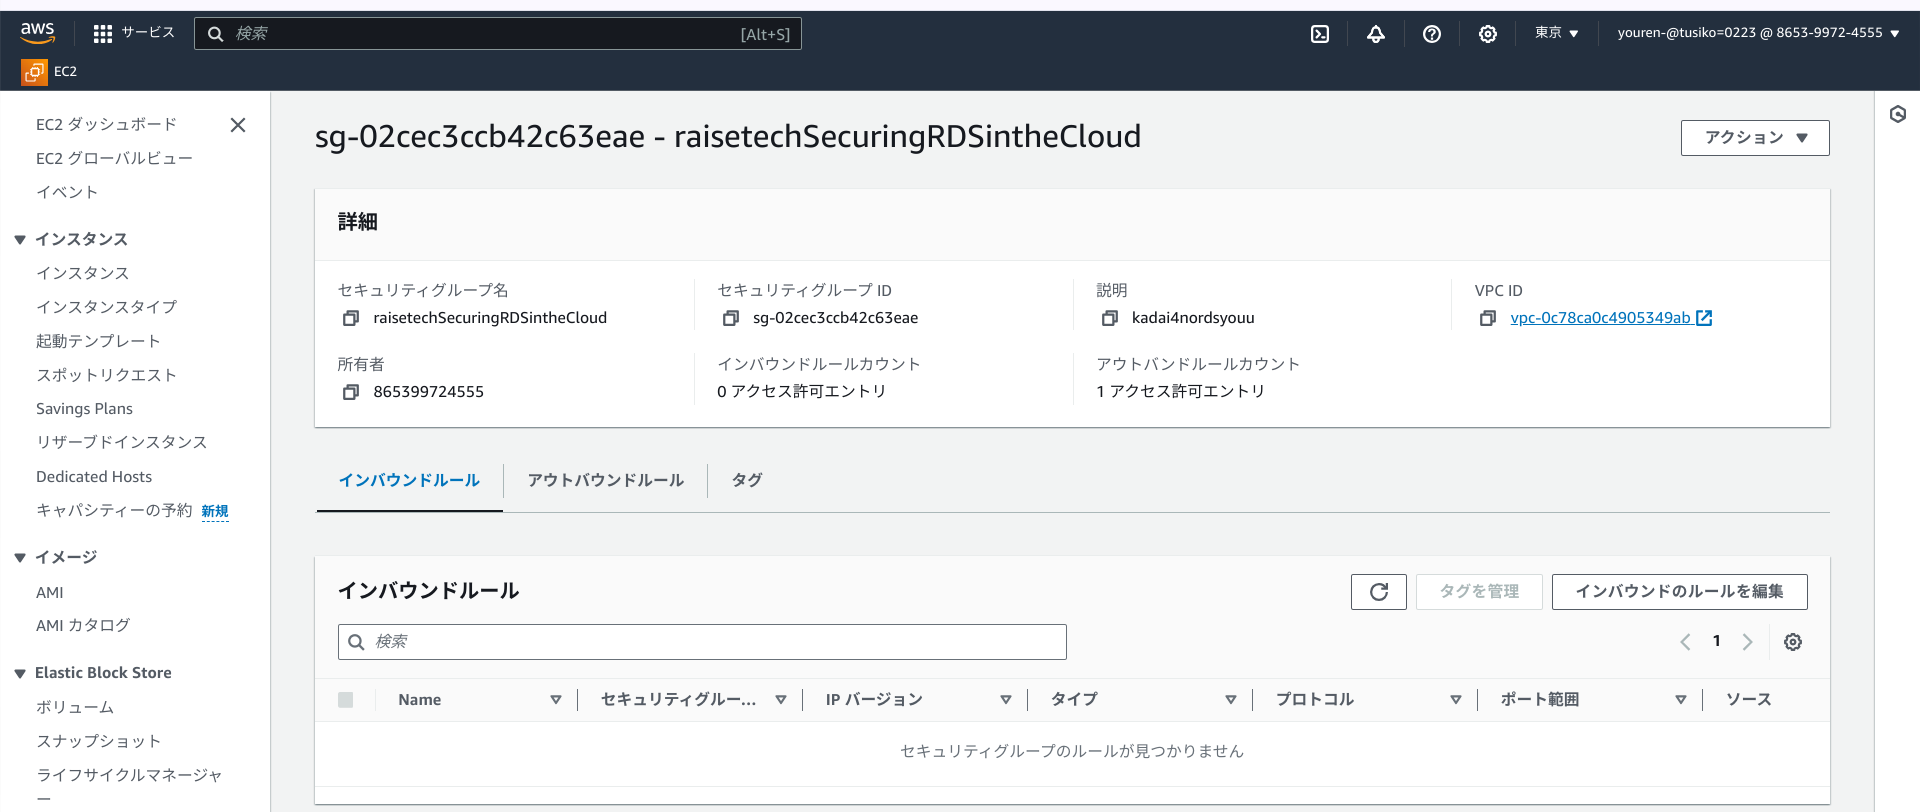 aws
サービス
検索
[Alt+S]
東京 ▼
youren-@tusiko=0223 @ 8653-9972-4555 ▼
EC2
EC2 ダッシュボード
EC2 グローバルビュー
イベント
インスタンス
インスタンス
インスタンスタイプ
起動テンプレート
スポットリクエスト
Savings Plans
リザーブドインスタンス
Dedicated Hosts
キャパシティーの予約 新規
イメージ
AMI
AMI カタログ
Elastic Block Store
ボリューム
スナップショット
ライフサイクルマネージャ
ー
sg-02cec3ccb42c63eae - raisetechSecuringRDSintheCloud
アクション ▼
詳細
セキュリティグループ名
raisetechSecuringRDSintheCloud
セキュリティグループ ID
sg-02cec3ccb42c63eae
説明
kadai4nordsyouu
VPC ID
vpc-0c78ca0c4905349ab
所有者
865399724555
インバウンドルールカウント
0 アクセス許可エントリ
アウトバンドルールカウント
1 アクセス許可エントリ
インバウンドルール
アウトバウンドルール
タグ
インバウンドルール
タグを管理
インバウンドのルールを編集
検索
1
Name
セキュリティグルー...
IP バージョン
タイプ
プロトコル
ポート範囲
ソース
セキュリティグループのルールが見つかりません